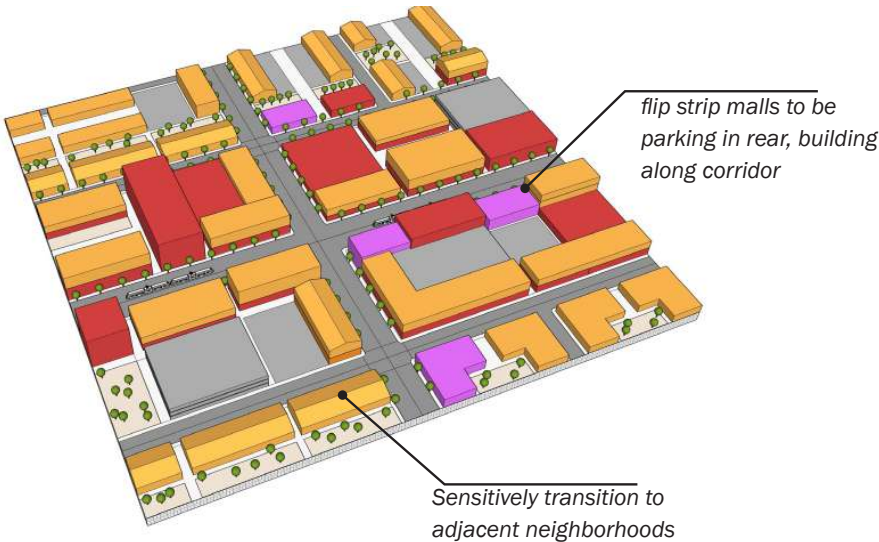 flip strip malls to be
parking in rear, building
along corridor
Sensitively transition to
adjacent neighborhoods